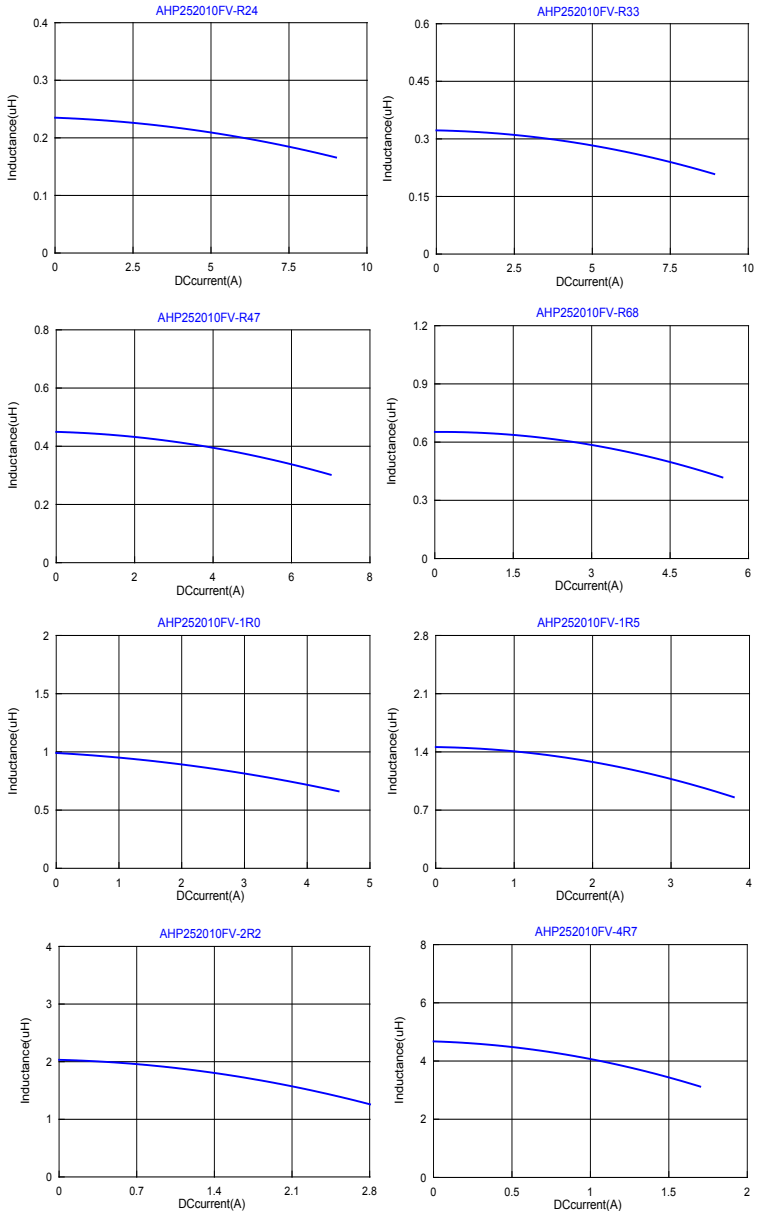 AHP252010FV-R24
Inductance(uH)
0.4
0.3
0.2
0.1
0
0 2.5 5 7.5 10
DCcurrent(A)
AHP252010FV-R33
Inductance(uH)
0.6
0.45
0.3
0.15
0
0 2.5 5 7.5 10
DCcurrent(A)
AHP252010FV-R47
Inductance(uH)
0.8
0.6
0.4
0.2
0
0 2 4 6 8
DCcurrent(A)
AHP252010FV-R68
Inductance(uH)
1.2
0.9
0.6
0.3
0
0 1.5 3 4.5 6
DCcurrent(A)
AHP252010FV-1R0
Inductance(uH)
2
1.5
1
0.5
0
0 1 2 3 4 5
DCcurrent(A)
AHP252010FV-1R5
Inductance(uH)
2.8
2.1
1.4
0.7
0
0 1 2 3 4
DCcurrent(A)
AHP252010FV-2R2
Inductance(uH)
4
3
2
1
0
0 0.7 1.4 2.1 2.8
DCcurrent(A)
AHP252010FV-4R7
Inductance(uH)
8
6
4
2
0
0 0.5 1 1.5 2
DCcurrent(A)